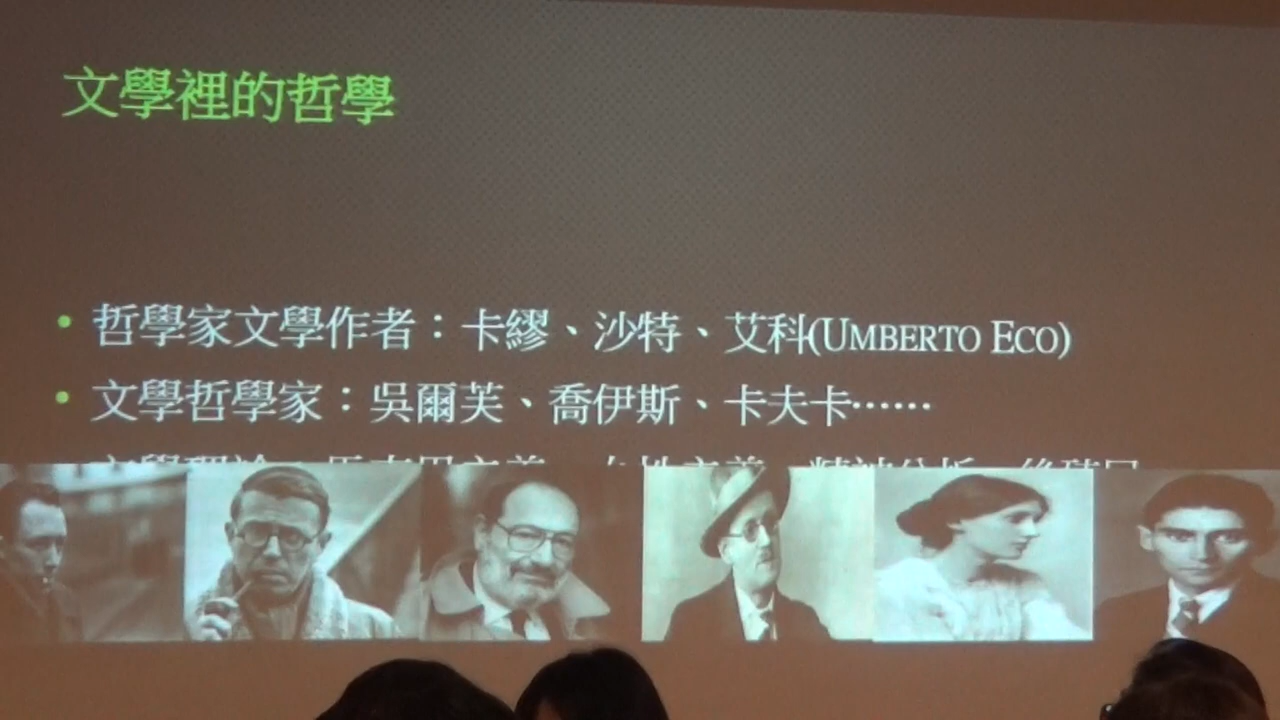 文學裡的哲學
• 哲學家文學作者：卡繆、沙特、艾科(UMBERTO ECO)
• 文學哲學家：吳爾芙、喬伊斯、卡夫卡……